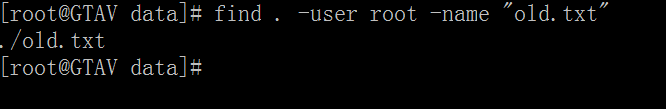 [root@GTAV data]# find . -user root -name "old.txt"
./old.txt
[root@GTAV data]#